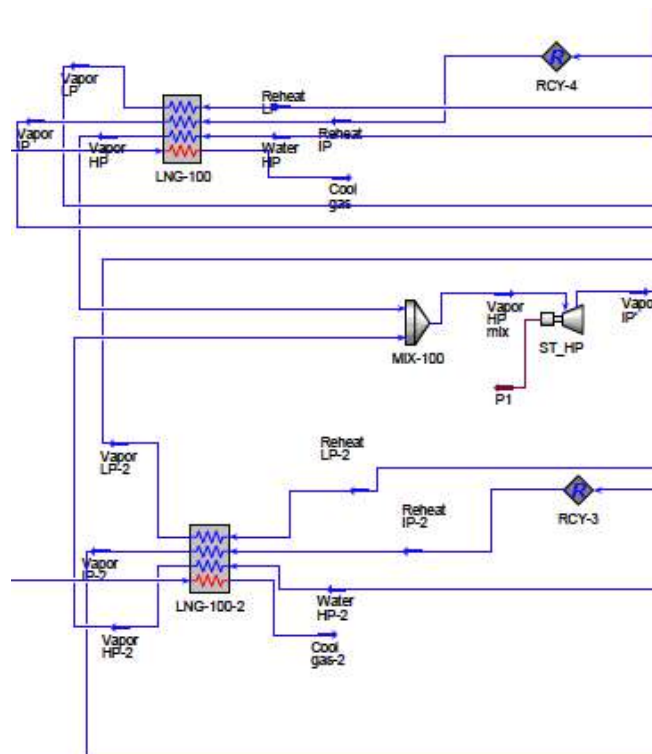 R
RCY-4
Vapor
LP
Reheat
LP
Vapor
IP
Vapor
HP
Water
HP
Reheat
IP
LNG-100
Cool
gas
Vapor
HP
mix
Vapo
IP'
MIX-100
ST_HP
P1
Vapor
LP-2
Reheat
LP-2
Reheat
IP-2
R
RCY-3
Vapor
IP-2
LNG-100-2
Water
HP-2
Vapor
HP-2
Cool
gas-2